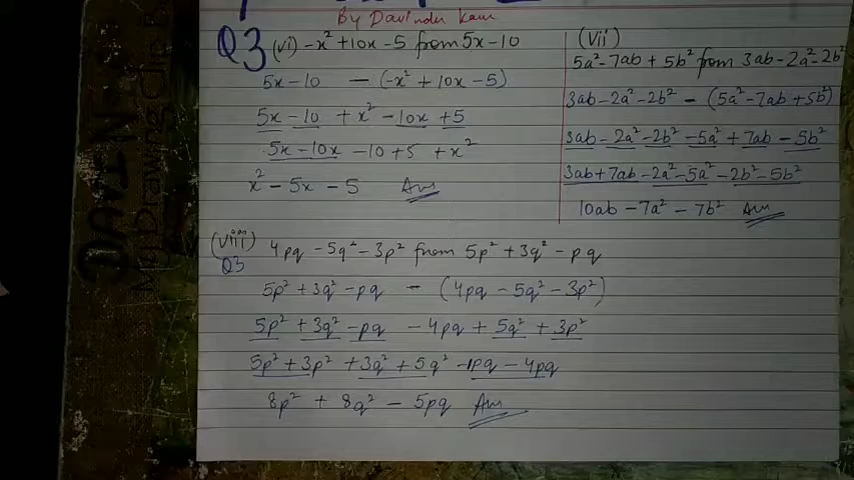 By Davinder Kaur
Q3 (vi) -x² + 10x - 5 from 5x - 10
5x - 10 - (-x² + 10x - 5)
5x - 10 + x² - 10x + 5
5x - 10x - 10 + 5 + x²
x² - 5x - 5 Ans
(vii)
5a² - 7ab + 5b² from 3ab - 2a² - 2b²
3ab - 2a² - 2b² - (5a² - 7ab + 5b²)
3ab - 2a² - 2b² - 5a² + 7ab - 5b²
3ab + 7ab - 2a² - 5a² - 2b² - 5b²
10ab - 7a² - 7b² Ans
(viii) 4pq - 5q² - 3p² from 5p² + 3q² - pq
Q3
5p² + 3q² - pq - (4pq - 5q² - 3p²)
5p² + 3q² - pq - 4pq + 5q² + 3p²
5p² + 3p² + 3q² + 5q² - 1pq - 4pq
8p² + 8q² - 5pq Ans
My Drawing